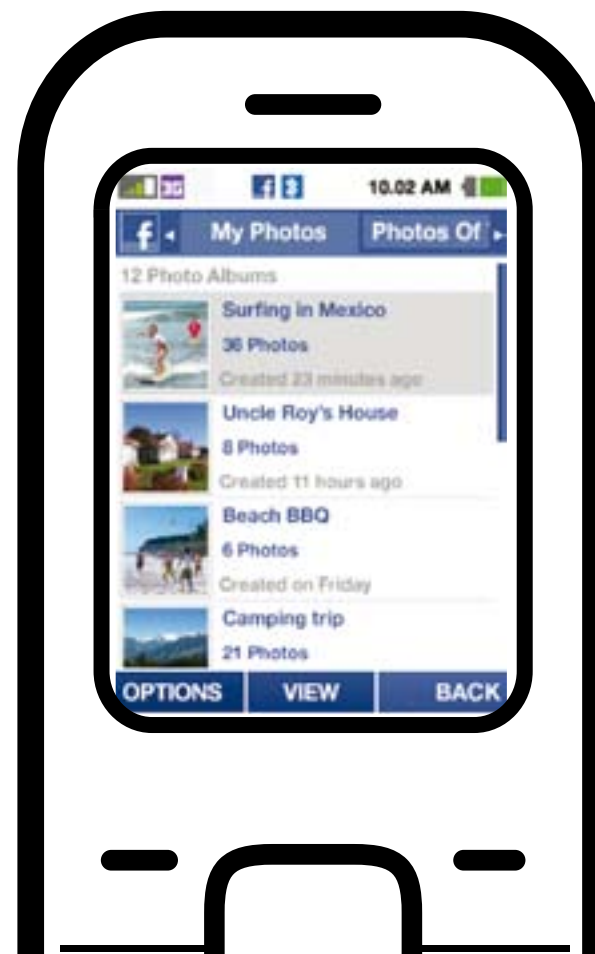 3G f 10.02 AM
f My Photos Photos Of
12 Photo Albums
Surfing in Mexico
36 Photos
Created 23 minutes ago
Uncle Roy's House
8 Photos
Created 11 hours ago
Beach BBQ
6 Photos
Created on Friday
Camping trip
21 Photos
OPTIONS VIEW BACK